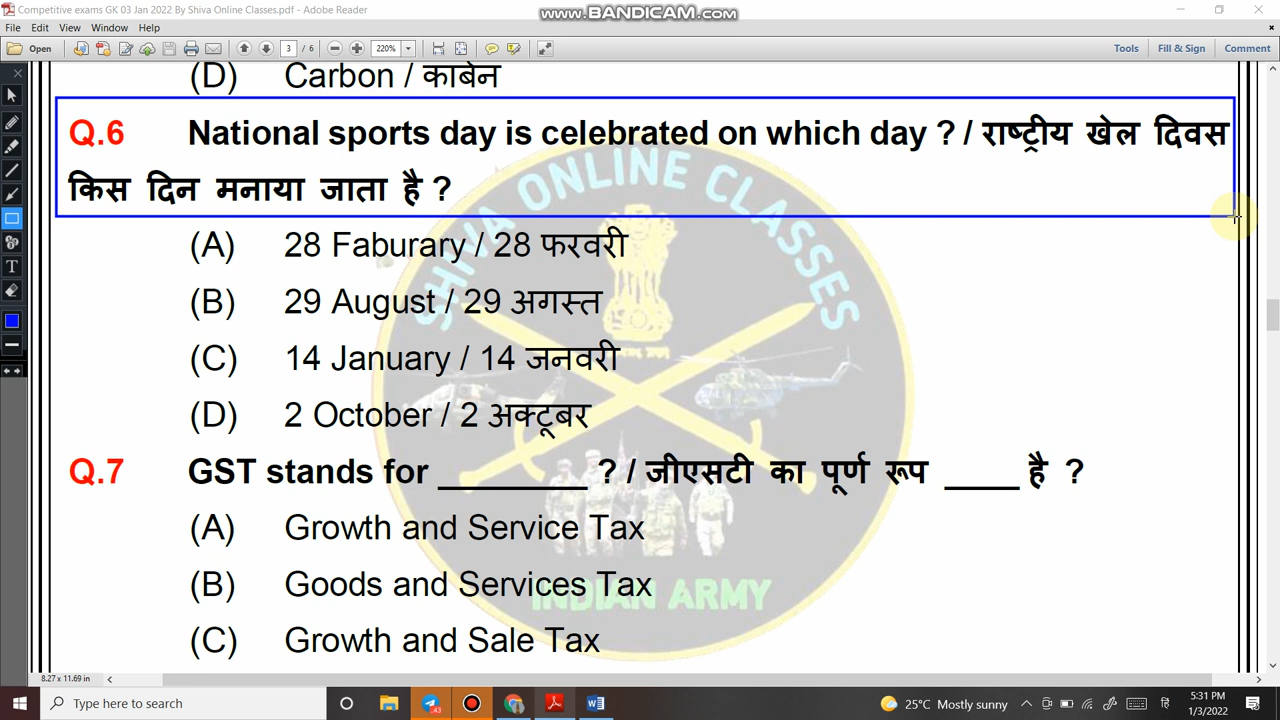 Competitive exams GK 03 Jan 2022 By Shiva Online Classes.pdf - Adobe Reader
www.BANDICAM.com
File Edit View Window Help
Open 3 / 6 220% Tools Fill & Sign Comment
(D) Carbon / कार्बन
Q.6 National sports day is celebrated on which day ? / राष्ट्रीय खेल दिवस
किस दिन मनाया जाता है ?
(A) 28 Faburary / 28 फरवरी
(B) 29 August / 29 अगस्त
(C) 14 January / 14 जनवरी
(D) 2 October / 2 अक्टूबर
Q.7 GST stands for ________ ? / जीएसटी का पूर्ण रूप ____ है ?
(A) Growth and Service Tax
(B) Goods and Services Tax
(C) Growth and Sale Tax
SHIVA ONLINE CLASSES
INDIAN ARMY
8.27 x 11.69 in
Type here to search
43
25°C Mostly sunny
हि
5:31 PM
1/3/2022